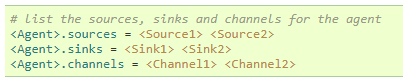 # list the sources, sinks and channels for the agent
<Agent>.sources = <Source1> <Source2>
<Agent>.sinks = <Sink1> <Sink2>
<Agent>.channels = <Channel1> <Channel2>